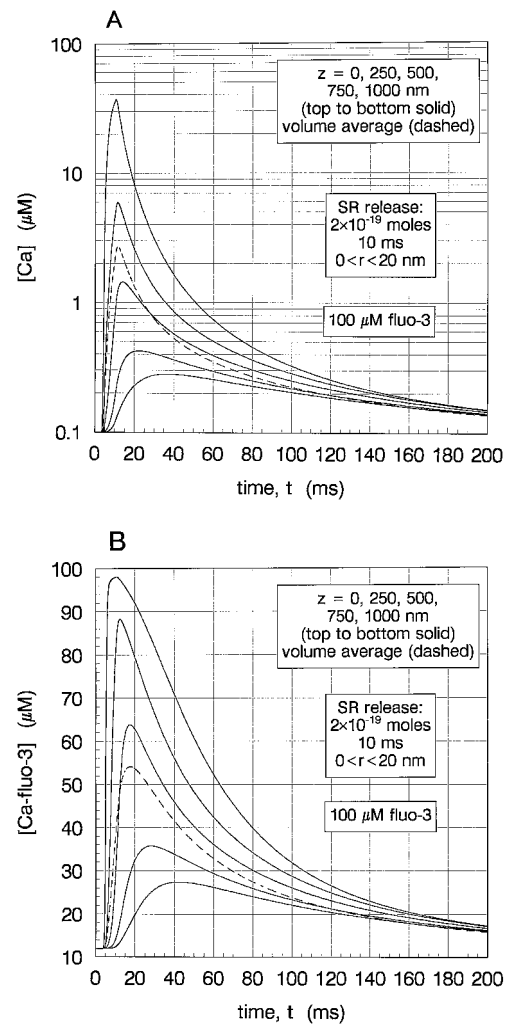 A
100
10
1
0.1
[Ca] (μM)
z = 0, 250, 500,
750, 1000 nm
(top to bottom solid)
volume average (dashed)
SR release:
2×10⁻¹⁹ moles
10 ms
0<r<20 nm
100 μM fluo-3
0 20 40 60 80 100 120 140 160 180 200
time, t (ms)
B
100
90
80
70
60
50
40
30
20
10
[Ca-fluo-3] (μM)
z = 0, 250, 500,
750, 1000 nm
(top to bottom solid)
volume average (dashed)
SR release:
2×10⁻¹⁹ moles
10 ms
0<r<20 nm
100 μM fluo-3
0 20 40 60 80 100 120 140 160 180 200
time, t (ms)